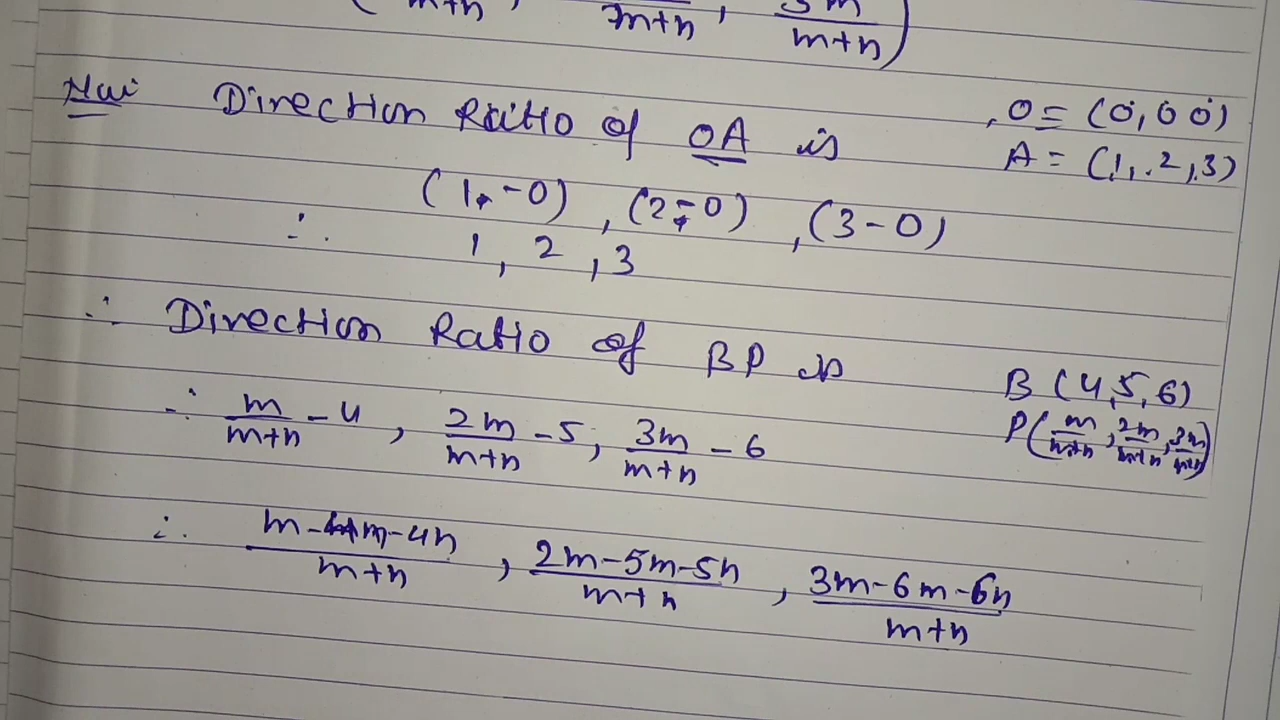 ( m/m+n, 2m/m+n, 3m/m+n )
Direction Ratio of OA is , O = (0,0 0)
A = (1, 2, 3)
(1, -0) , (2-0) , (3-0)
∴ 1, 2, 3
∴ Direction Ratio of BP is
B (4,5,6)
∴ m/m+n - 4 , 2m/m+n - 5, 3m/m+n - 6
P( m/m+n , 2m/m+n , 3m/m+n )
∴ m-4m-4n/m+n , 2m-5m-5n/m+n , 3m-6m-6n/m+n